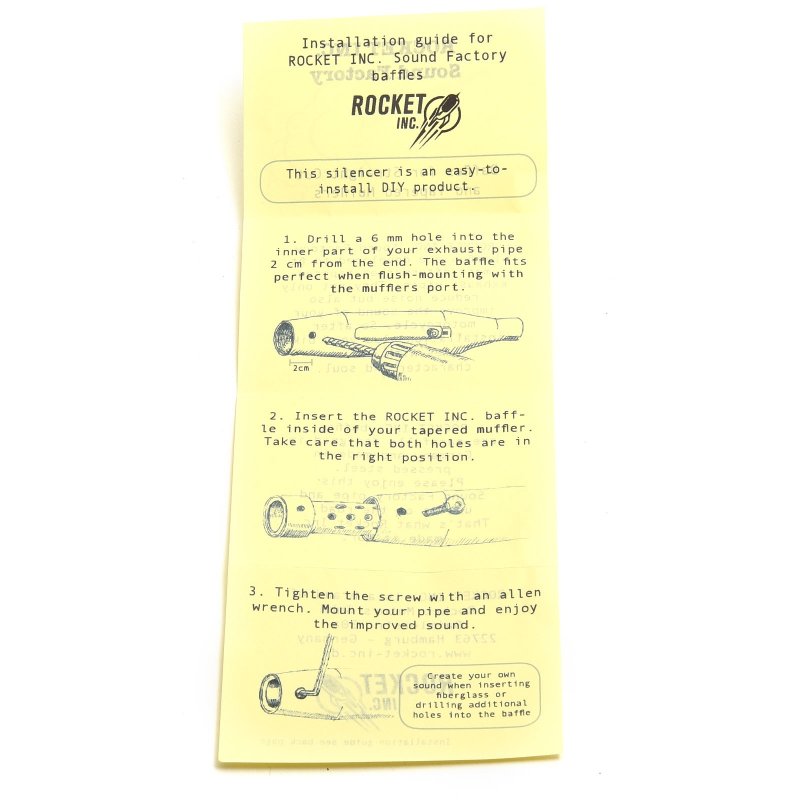 Installation guide for
ROCKET INC. Sound Factory
baffles
ROCKET
INC.
This silencer is an easy-to-
install DIY product.
1. Drill a 6 mm hole into the
inner part of your exhaust pipe
2 cm from the end. The baffle fits
perfect when flush-mounting with
the mufflers port.
2cm
2. Insert the ROCKET INC. baff-
le inside of your tapered muffler.
Take care that both holes are in
the right position.
3. Tighten the screw with an allen
wrench. Mount your pipe and enjoy
the improved sound.
Create your own
sound when inserting
fiberglass or
drilling additional
holes into the baffle